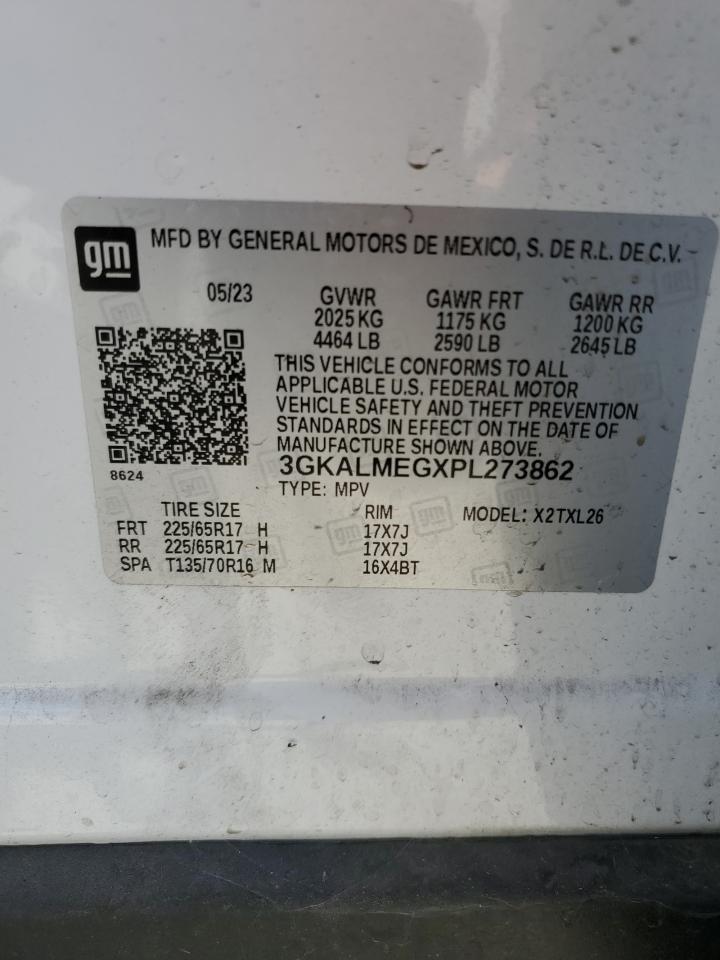 gm
MFD BY GENERAL MOTORS DE MEXICO, S. DE R.L. DE C.V.
05/23 GVWR GAWR FRT GAWR RR
2025 KG 1175 KG 1200 KG
4464 LB 2590 LB 2645 LB
THIS VEHICLE CONFORMS TO ALL
APPLICABLE U.S. FEDERAL MOTOR
VEHICLE SAFETY AND THEFT PREVENTION
STANDARDS IN EFFECT ON THE DATE OF
MANUFACTURE SHOWN ABOVE.
8624
3GKALMEGXPL273862
TYPE: MPV
TIRE SIZE RIM MODEL: X2TXL26
FRT 225/65R17 H 17X7J
RR 225/65R17 H 17X7J
SPA T135/70R16 M 16X4BT